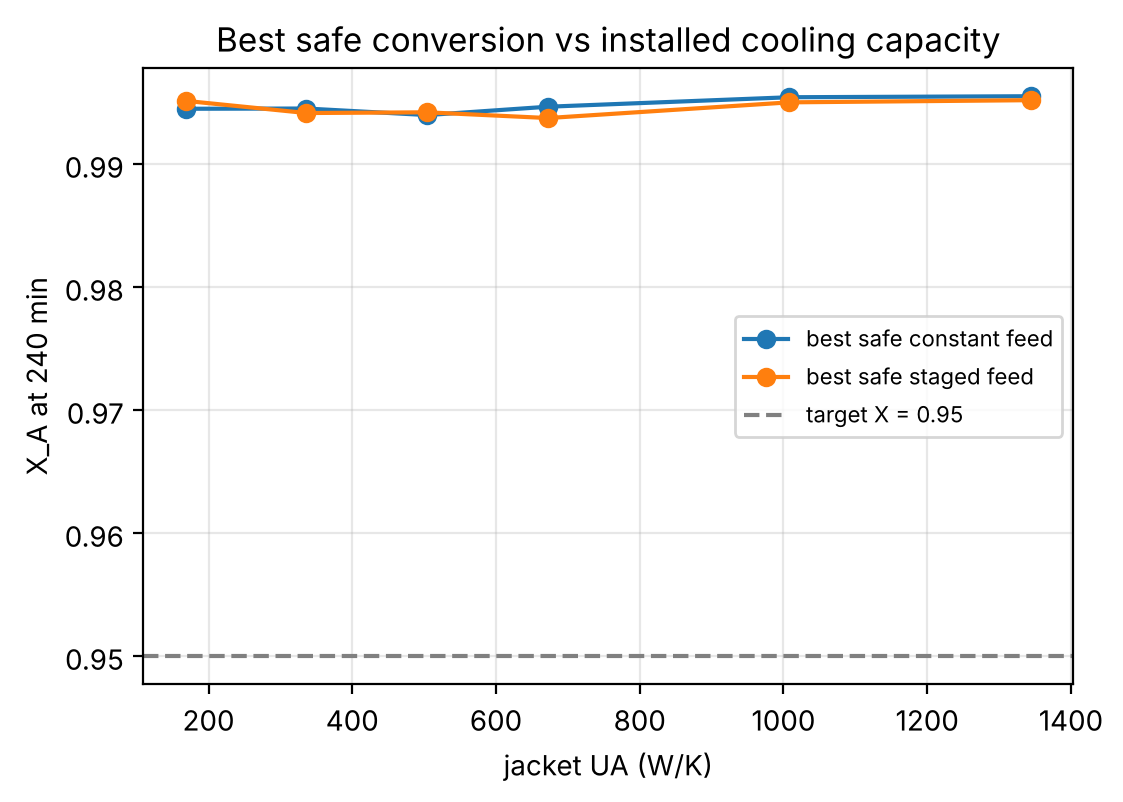 Best safe conversion vs installed cooling capacity
X_A at 240 min
0.99
0.98
0.97
0.96
0.95
best safe constant feed
best safe staged feed
target X = 0.95
200 400 600 800 1000 1200 1400
jacket UA (W/K)